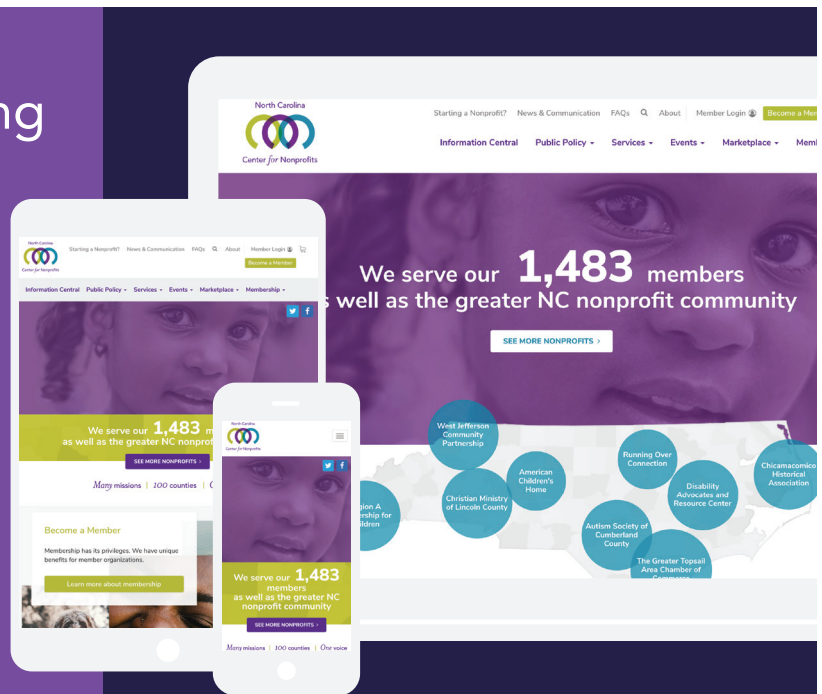 North Carolina
Center for Nonprofits
Starting a Nonprofit? News & Communication FAQs About Member Login
Information Central Public Policy Services Events Marketplace
We serve our 1,483 members
well as the greater NC nonprofit community
SEE MORE NONPROFITS >
West Jefferson
Community
Partnership
American
Children's
Home
Christian Ministry
of Lincoln County
Running Over
Connection
Disability
Advocates and
Resource Center
Chicamacomico
Historical
Association
Autism Society of
Cumberland
County
The Greater Topsail
Area Chamber of
Commerce
North Carolina
Center for Nonprofits
Starting a Nonprofit? News & Communication FAQs About Member Login
Become a Member
Information Central Public Policy Services Events Marketplace Membership
We serve our 1,483
as well as the greater NC
SEE MORE NONPROFITS >
Many missions | 100 counties |
Become a Member
Membership has its privileges. We have unique
benefits for member organizations.
Learn more about membership
North Carolina
Center for Nonprofits
We serve our 1,483
members
as well as the greater NC
nonprofit community
SEE MORE NONPROFITS >
Many missions | 100 counties | One voice